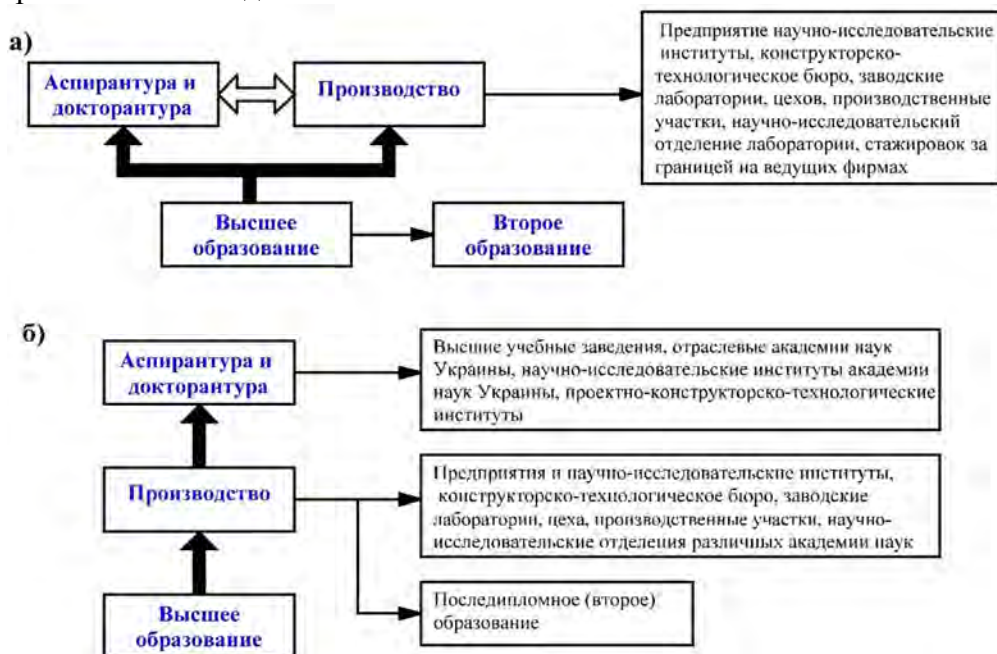 а)
Аспирантура и
докторантура
Производство
Предприятие научно-исследовательские
институты, конструкторско-
технологическое бюро, заводские
лаборатории, цехов, производственные
участки, научно-исследовательский
отделение лаборатории, стажировок за
границей на ведущих фирмах
Высшее
образование
Второе
образование
б)
Аспирантура и
докторантура
Высшие учебные заведения, отраслевые академии наук
Украины, научно-исследовательские институты академии
наук Украины, проектно-конструкторско-технологические
институты
Производство
Предприятия и научно-исследовательские институты,
конструкторско-технологическое бюро, заводские
лаборатории, цеха, производственные участки, научно-
исследовательские отделения различных академии наук
Последипломное (второе)
образование
Высшее
образование